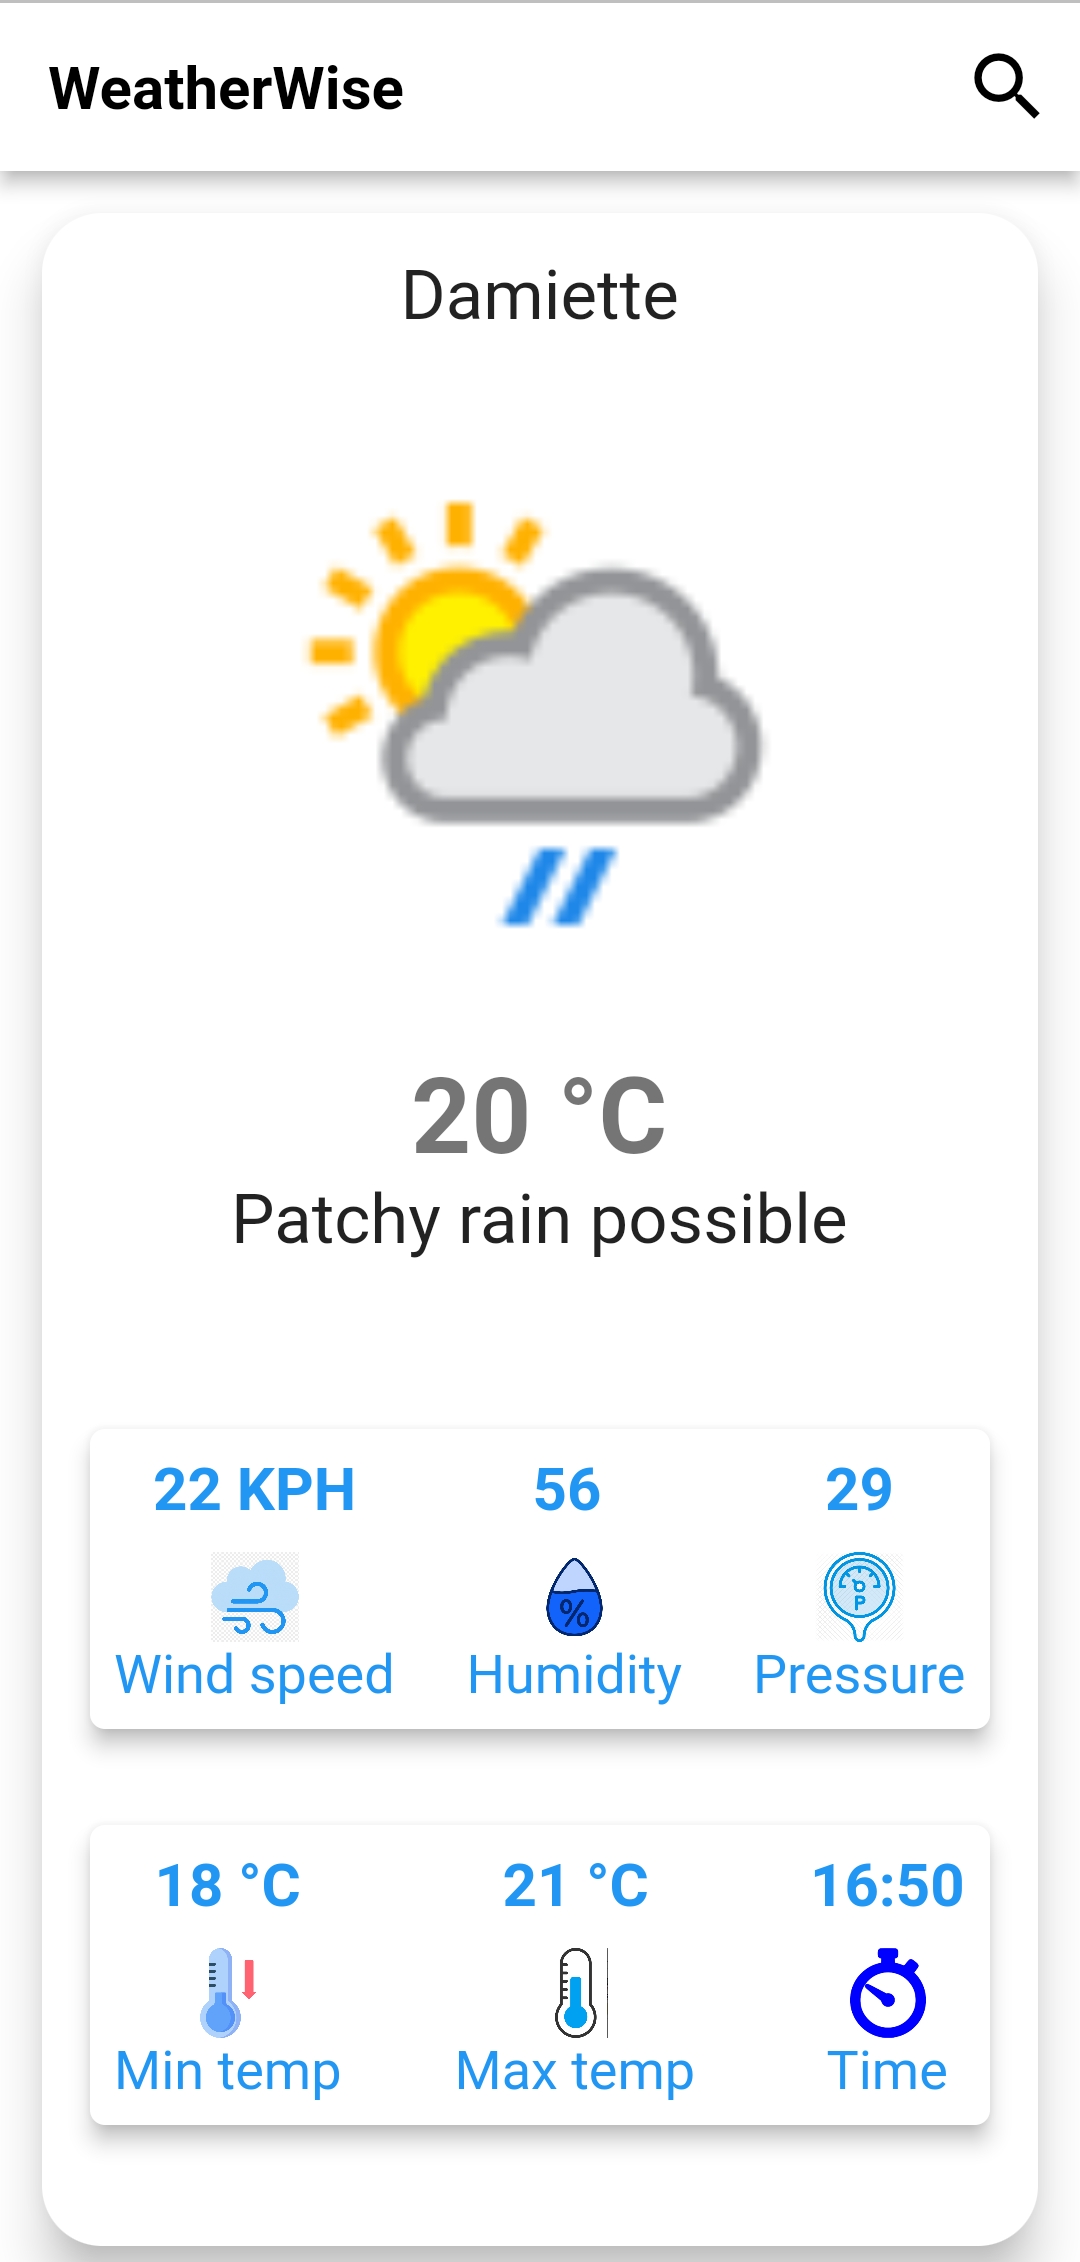 WeatherWise
Damiette
20 °C
Patchy rain possible
22 KPH 56 29
%
P
Wind speed Humidity Pressure
18 °C 21 °C 16:50
Min temp Max temp Time